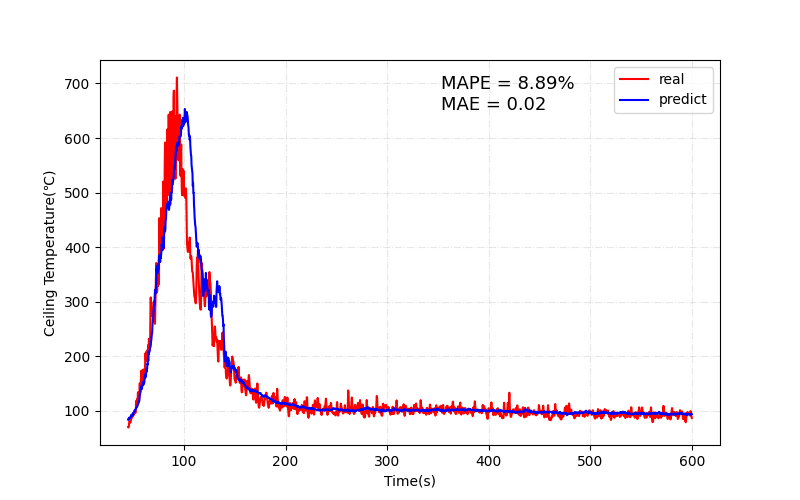 MAPE = 8.89%
MAE = 0.02
real
predict
Ceiling Temperature(℃)
700
600
500
400
300
200
100
100 200 300 400 500 600
Time(s)